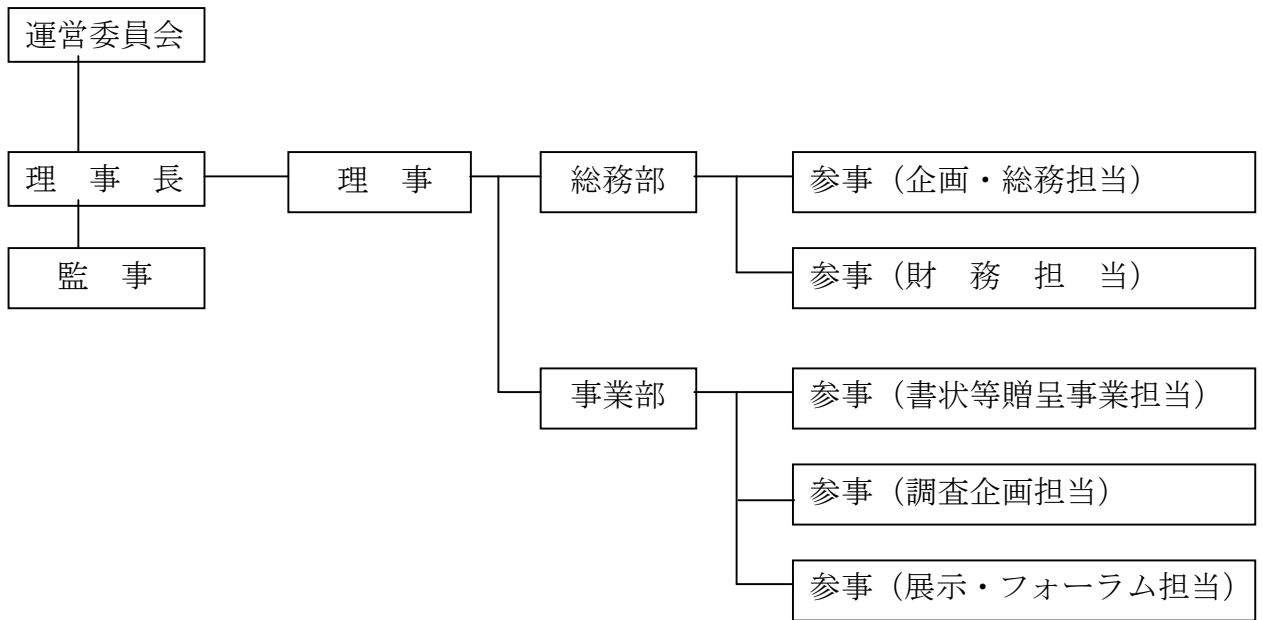 運営委員会
理　事　長
理　事
総務部
参事（企画・総務担当）
監　事
参事（財　務　担　当）
事業部
参事（書状等贈呈事業担当）
参事（調査企画担当）
参事（展示・フォーラム担当）